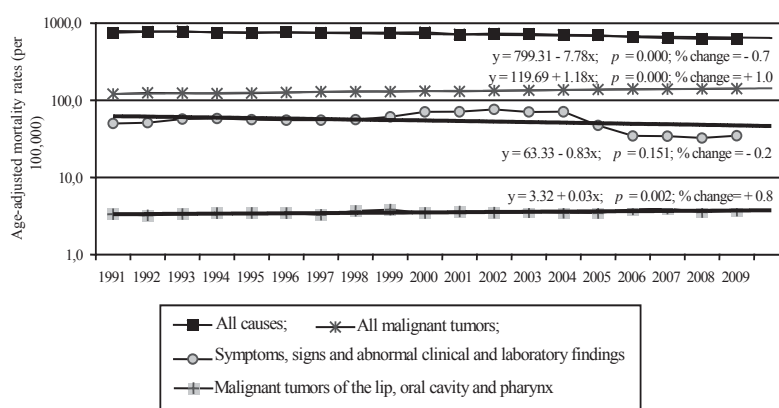 Age-adjusted mortality rates (per
100,000)
1000,0
100,0
10,0
1,0
y = 799.31 - 7.78x; p = 0.000; % change = - 0.7
y = 119.69 + 1.18x; p = 0.000; % change = + 1.0
y = 63.33 - 0.83x; p = 0.151; % change = - 0.2
y = 3.32 + 0.03x; p = 0.002; % change= + 0.8
1991 1992 1993 1994 1995 1996 1997 1998 1999 2000 2001 2002 2003 2004 2005 2006 2007 2008 2009
All causes; All malignant tumors;
Symptoms, signs and abnormal clinical and laboratory findings
Malignant tumors of the lip, oral cavity and pharynx